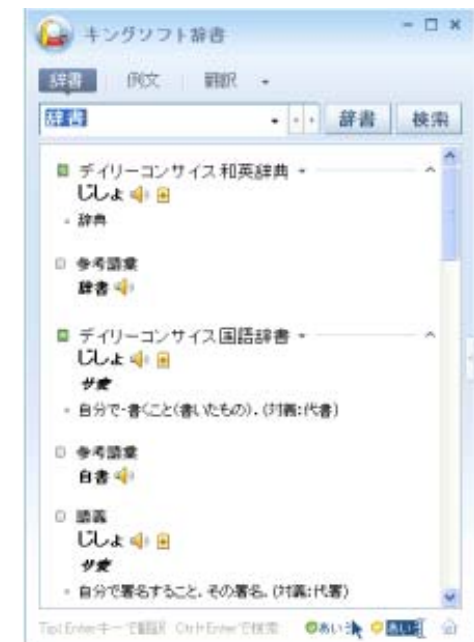 キングソフト辞書
辞書 例文 翻訳
辞書 辞書 検索
デイリーコンサイス和英辞典
じしょ
辞典
参考語彙
辞書
デイリーコンサイス国語辞書
じしょ
サ変
自分で・書くこと(書いたもの). (対義:代書)
参考語彙
自書
語義
じしょ
サ変
自分で署名すること. その署名. (対義:代署)
Tip! Enterキーで翻訳 Ctrl+Enterで検索 あい あい